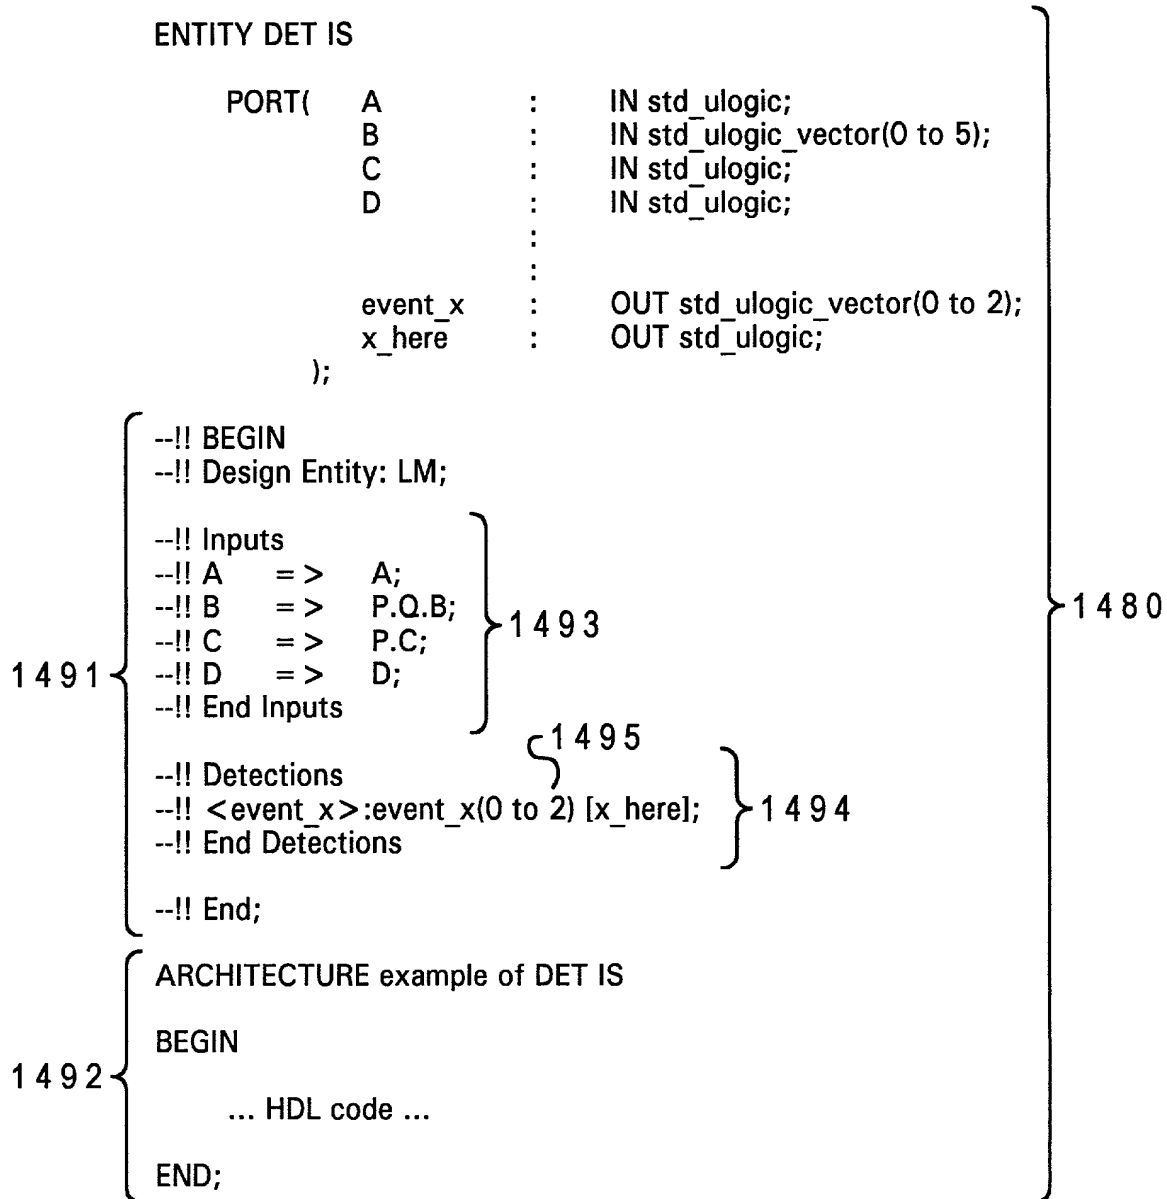 ENTITY DET IS
PORT( A : IN std_ulogic;
B : IN std_ulogic_vector(0 to 5);
C : IN std_ulogic;
D : IN std_ulogic;
:
:
event_x : OUT std_ulogic_vector(0 to 2);
x_here : OUT std_ulogic;
);
--!! BEGIN
--!! Design Entity: LM;
--!! Inputs
--!! A = > A;
--!! B = > P.Q.B;
1493
1480
--!! C = > P.C;
1491
--!! D = > D;
--!! End Inputs
1495
--!! Detections
--!! <event_x>:event_x(0 to 2) [x_here];
1494
--!! End Detections
--!! End;
ARCHITECTURE example of DET IS
BEGIN
1492
... HDL code ...
END;